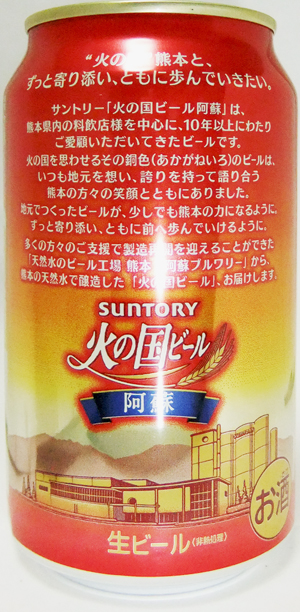 “火の 熊本と、
ずっと寄り添い、ともに歩んでいきたい。
サントリー「火の国ビール阿蘇」は、
熊本県内の料飲店様を中心に、10年以上にわたり
ご愛顧いただいてきたビールです。
火の国を思わせるその銅色(あかがねいろ)のビールは、
いつも地元を想い、誇りを持って語り合う
熊本の方々の笑顔とともにありました。
地元でつくったビールが、少しでも熊本の力になるように。
ずっと寄り添い、ともに前へ歩んでいけるように。
多くの方々のご支援で製造再開を迎えることができた
「天然水のビール工場 熊本 阿蘇ブルワリー」から、
熊本の天然水で醸造した「火の国ビール」、お届けします。
SUNTORY
火の国ビール
阿蘇
お酒
生ビール(非熱処理)